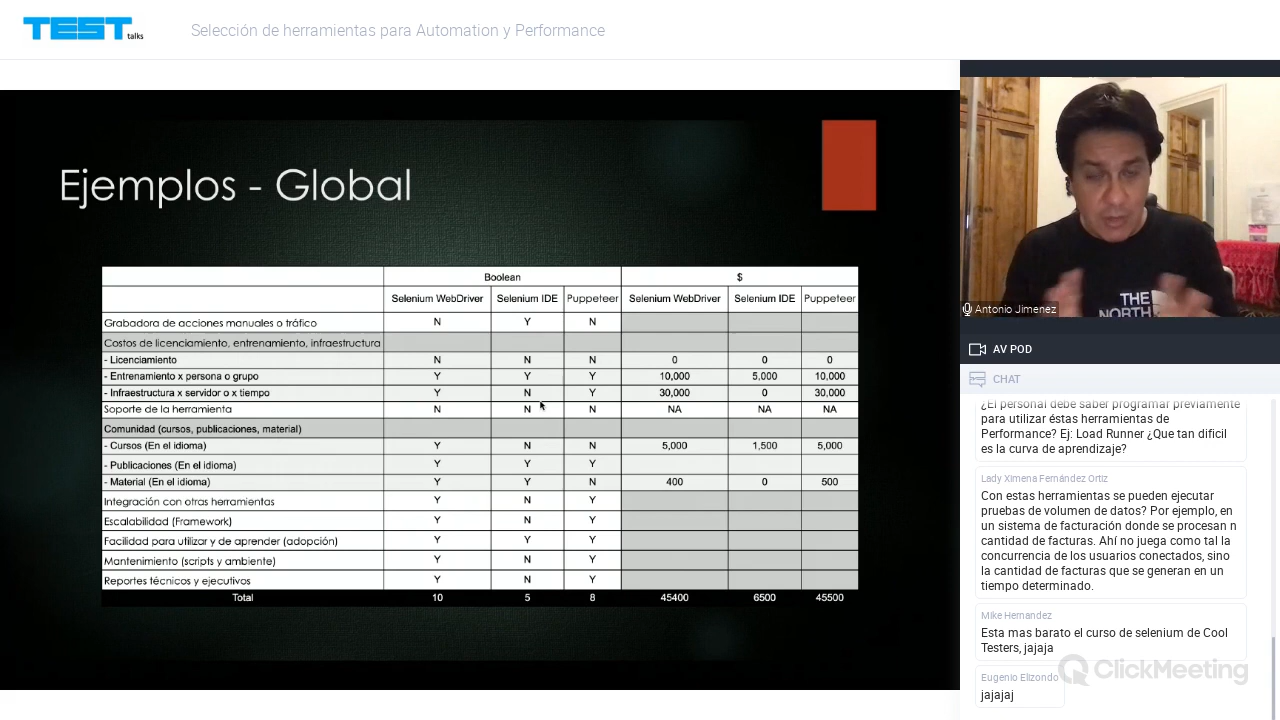 TEST talks
Selección de herramientas para Automation y Performance
Ejemplos - Global
Boolean $
Selenium WebDriver Selenium IDE Puppeteer Selenium WebDriver Selenium IDE Puppeteer
Grabadora de acciones manuales o tráfico N Y N
Costos de licenciamiento, entrenamiento, infraestructura
- Licenciamiento N N N 0 0 0
- Entrenamiento x persona o grupo Y Y Y 10,000 5,000 10,000
- Infraestructura x servidor o x tiempo Y N Y 30,000 0 30,000
Soporte de la herramienta N N N NA NA NA
Comunidad (cursos, publicaciones, material)
- Cursos (En el idioma) Y N N 5,000 1,500 5,000
- Publicaciones (En el idioma) Y Y Y
- Material (En el idioma) Y Y N 400 0 500
Integración con otras herramientas Y N Y
Escalabilidad (Framework) Y N Y
Facilidad para utilizar y de aprender (adopción) Y Y Y
Mantenimiento (scripts y ambiente) Y N Y
Reportes técnicos y ejecutivos Y N Y
Total 10 5 8 45400 6500 45500
THE
NORTH
Antonio Jimenez
AV POD
CHAT
¿El personal debe saber programar previamente
para utilizar éstas herramientas de
Performance? Ej: Load Runner ¿Que tan dificil
es la curva de aprendizaje?
Lady Ximena Fernández Ortiz
Con estas herramientas se pueden ejecutar
pruebas de volumen de datos? Por ejemplo, en
un sistema de facturación donde se procesan n
cantidad de facturas. Ahí no juega como tal la
concurrencia de los usuarios conectados, sino
la cantidad de facturas que se generan en un
tiempo determinado.
Mike Hernandez
Esta mas barato el curso de selenium de Cool
Testers, jajaja
Eugenio Elizondo
jajajaj
ClickMeeting